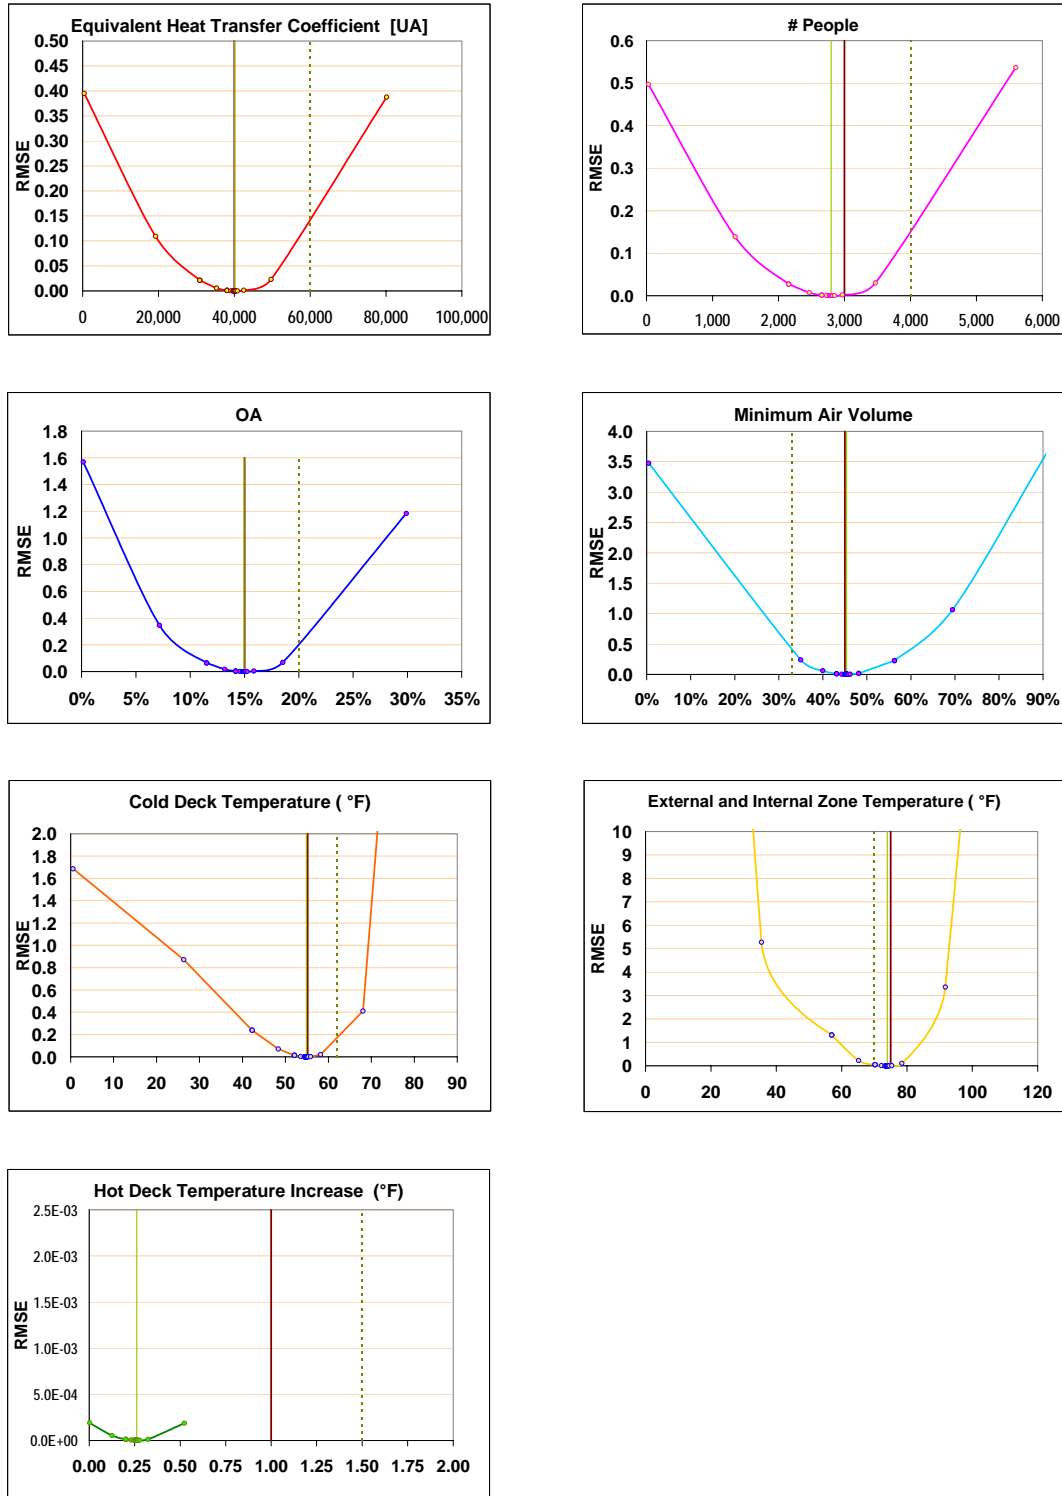 Equivalent Heat Transfer Coefficient [UA]
0.50
0.45
0.40
0.35
0.30
0.25
0.20
0.15
0.10
0.05
0.00
RMSE
0 20,000 40,000 60,000 80,000 100,000
# People
0.6
0.5
0.4
0.3
0.2
0.1
0.0
RMSE
0 1,000 2,000 3,000 4,000 5,000 6,000
OA
1.8
1.6
1.4
1.2
1.0
0.8
0.6
0.4
0.2
0.0
RMSE
0% 5% 10% 15% 20% 25% 30% 35%
Minimum Air Volume
4.0
3.5
3.0
2.5
2.0
1.5
1.0
0.5
0.0
RMSE
0% 10% 20% 30% 40% 50% 60% 70% 80% 90%
Cold Deck Temperature ( °F)
2.0
1.8
1.6
1.4
1.2
1.0
0.8
0.6
0.4
0.2
0.0
RMSE
0 10 20 30 40 50 60 70 80 90
External and Internal Zone Temperature ( °F)
10
9
8
7
6
5
4
3
2
1
0
RMSE
0 20 40 60 80 100 120
Hot Deck Temperature Increase (°F)
2.5E-03
2.0E-03
1.5E-03
1.0E-03
5.0E-04
0.0E+00
RMSE
0.00 0.25 0.50 0.75 1.00 1.25 1.50 1.75 2.00